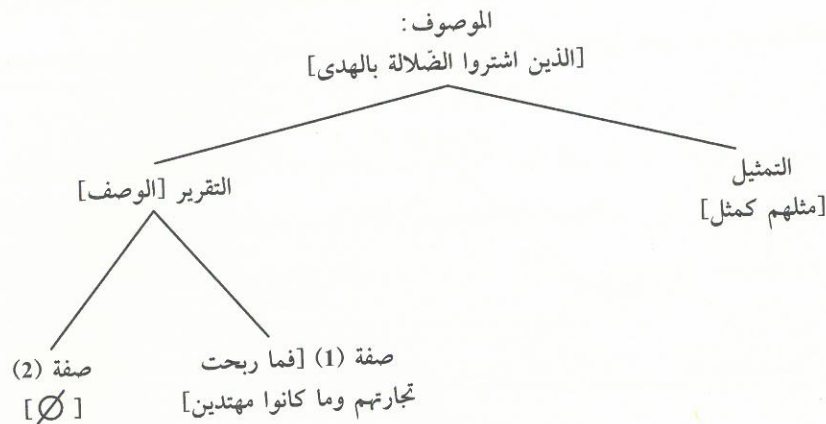 الموصوف:
[الذين اشتروا الضّلالة بالهدى]
التمثيل
[مثلهم كمثل]
التقرير [الوصف]
صفة (1) [فما ربحت
تجارتهم وما كانوا مهتدين]
صفة (2)
[∅]